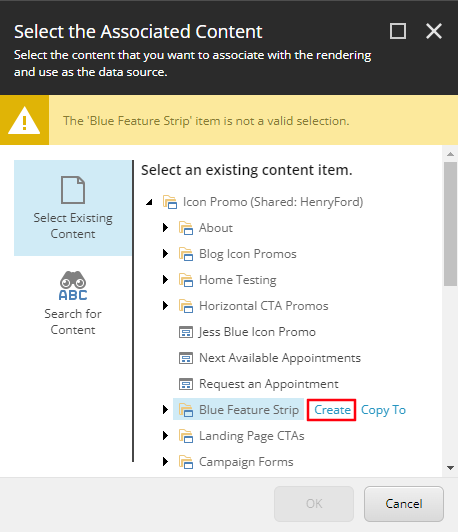 Select the Associated Content
Select the content that you want to associate with the rendering
and use as the data source.
The 'Blue Feature Strip' item is not a valid selection.
Select Existing
Content
ABC
Search for
Content
Select an existing content item.
Icon Promo (Shared: HenryFord)
About
Blog Icon Promos
Home Testing
Horizontal CTA Promos
Jess Blue Icon Promo
Next Available Appointments
Request an Appointment
Blue Feature Strip Create Copy To
Landing Page CTAs
Campaign Forms
OK Cancel